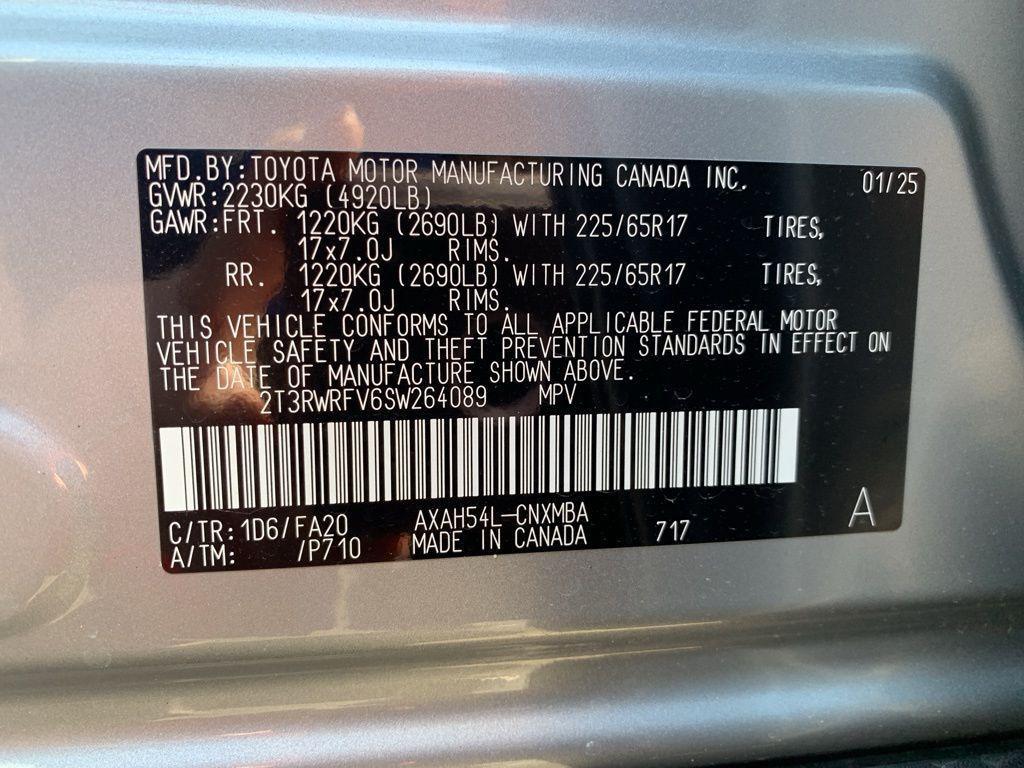 MFD.BY:TOYOTA MOTOR MANUFACTURING CANADA INC. 01/25
GVWR:2230KG (4920LB)
GAWR:FRT. 1220KG (2690LB) WITH 225/65R17 TIRES,
17x7.0J RIMS.
RR. 1220KG (2690LB) WITH 225/65R17 TIRES,
17x7.0J RIMS.
THIS VEHICLE CONFORMS TO ALL APPLICABLE FEDERAL MOTOR
VEHICLE SAFETY AND THEFT PREVENTION STANDARDS IN EFFECT ON
THE DATE OF MANUFACTURE SHOWN ABOVE.
2T3RWRFV6SW264089 MPV
C/TR:1D6/FA20 AXAH54L-CNXMBA 717 A
A/TM: /P710 MADE IN CANADA